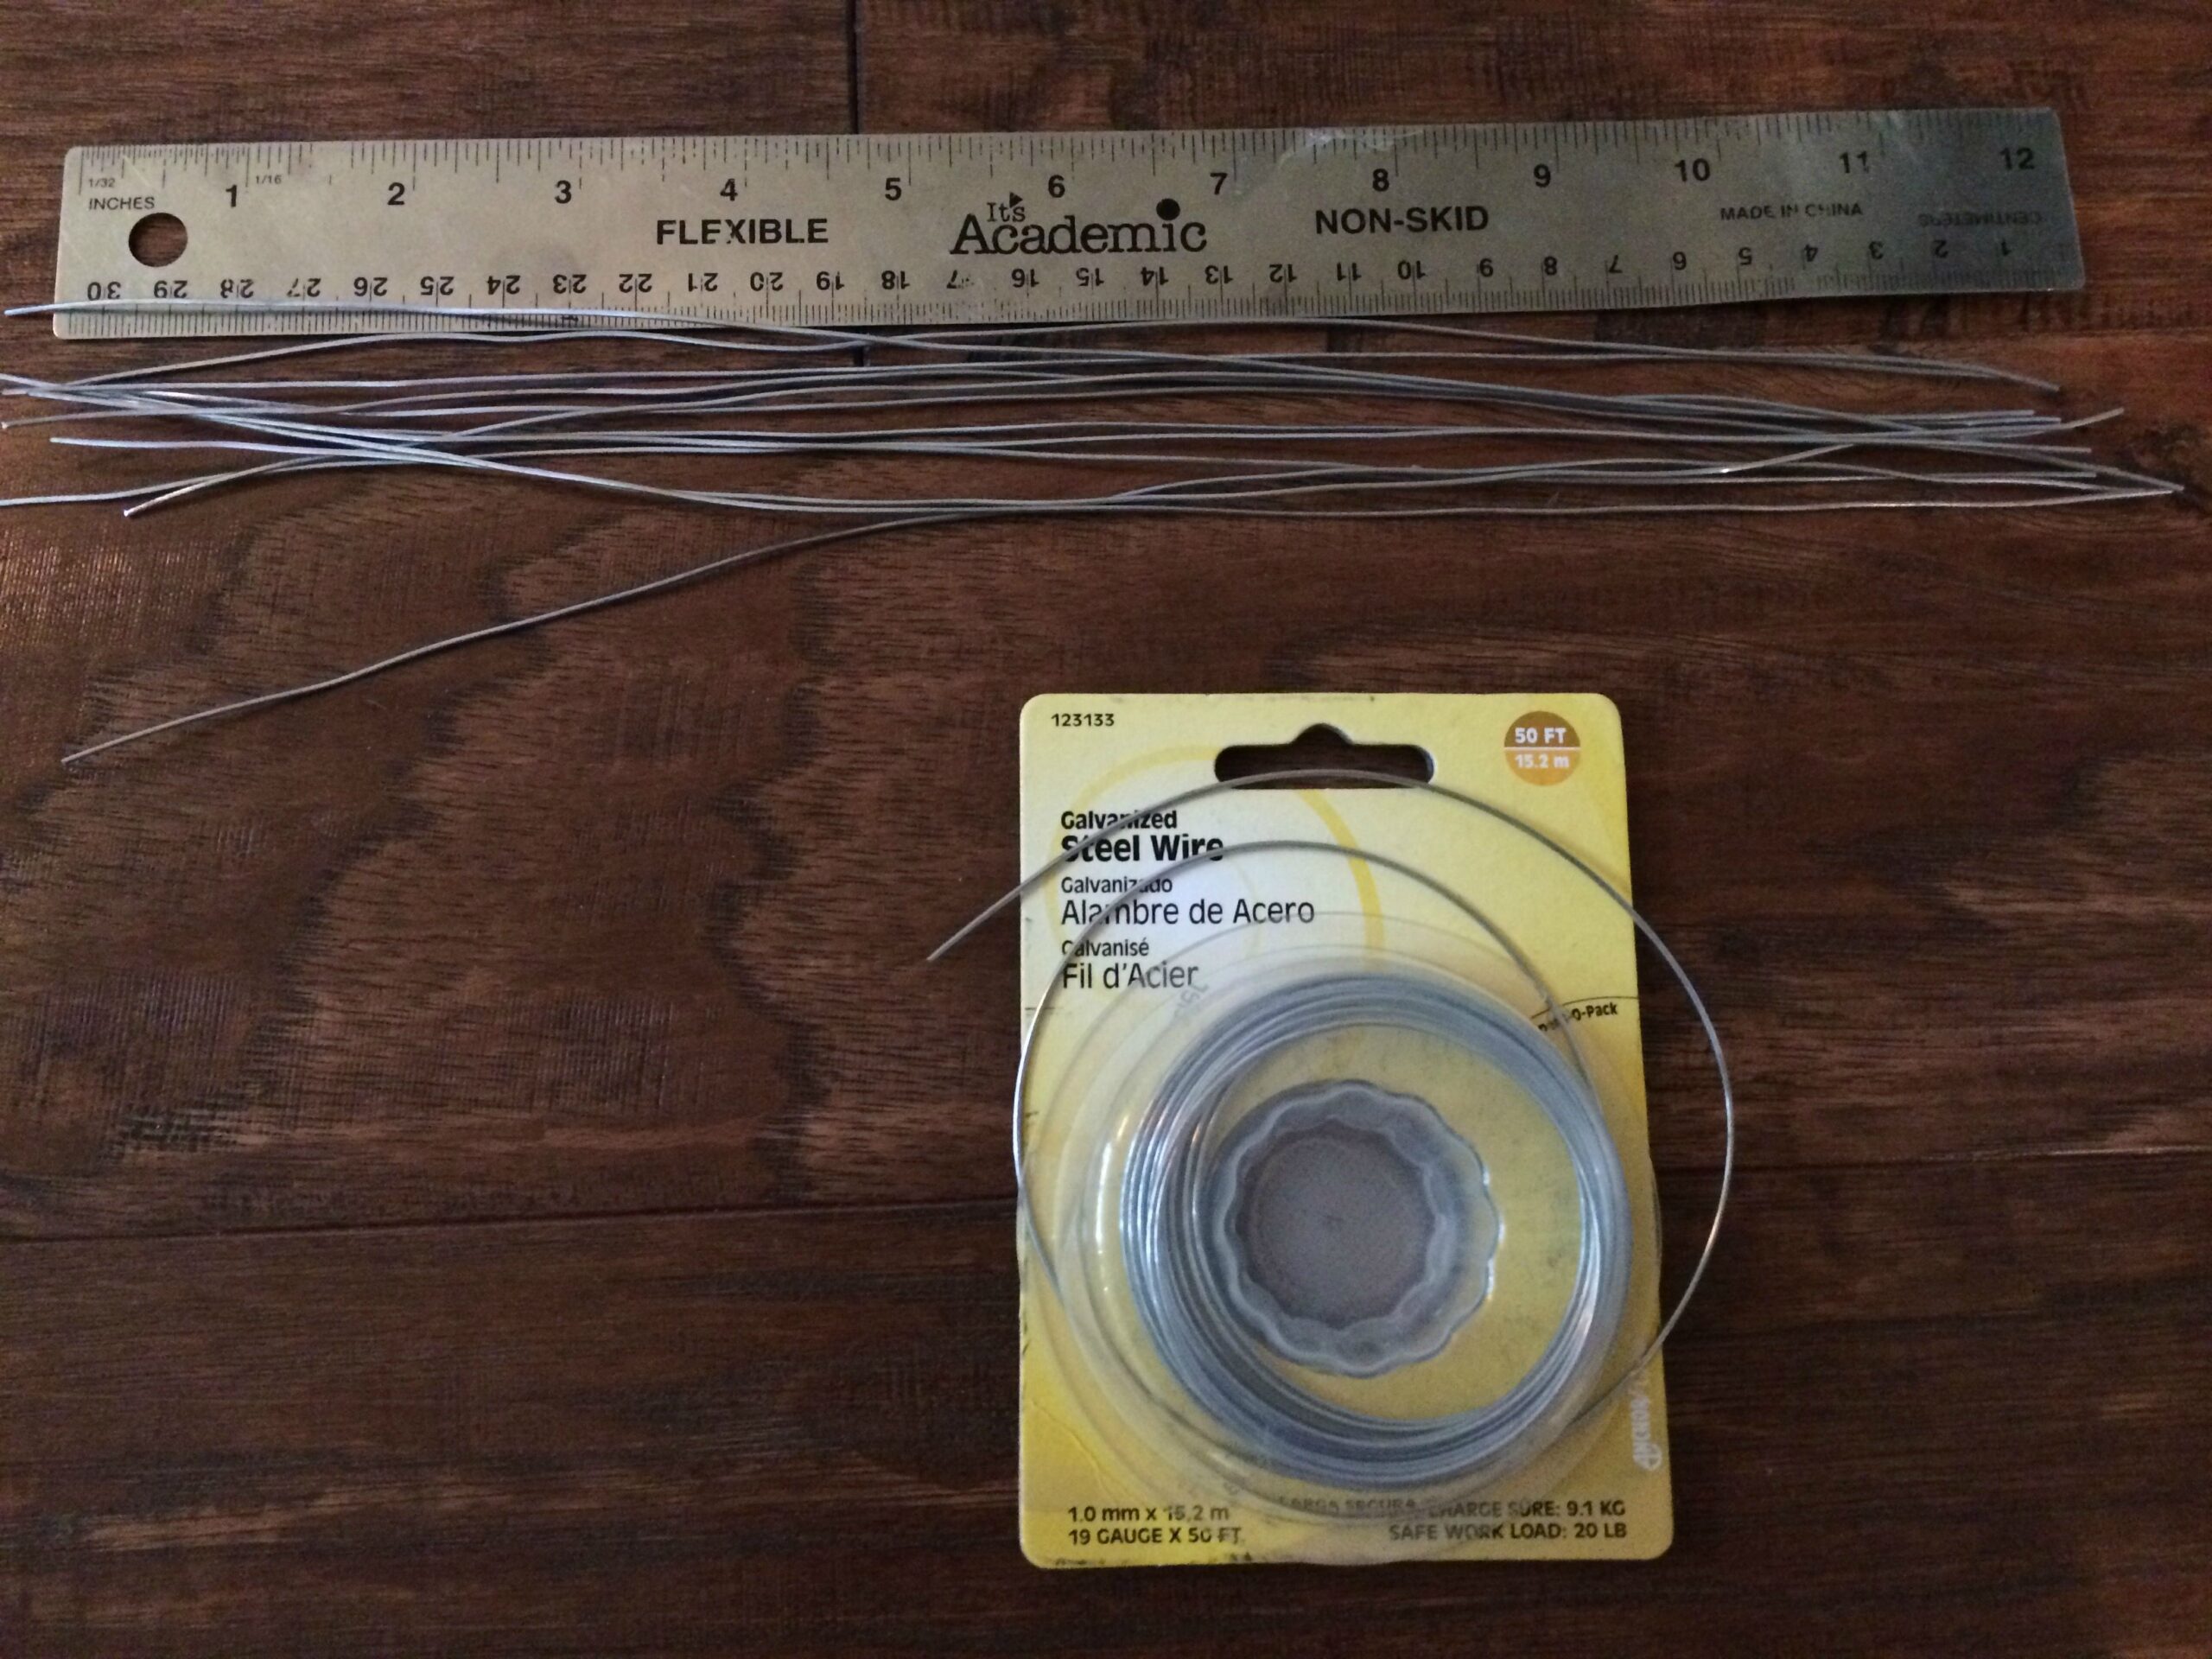 1/32
1/16
INCHES
1 2 3 4 5 6 7 8 9 10 11 12
FLEXIBLE
It's
Academic
NON-SKID
MADE IN CHINA
CENTIMETERS
30 29 28 27 26 25 24 23 22 21 20 19 18 17 16 15 14 13 12 11 10 9 8 7 6 5 4 3 2 1
123133
50 FT
15.2 m
Galvanized
Steel Wire
Galvanizado
Alambre de Acero
Galvanisé
Fil d'Acier
-O-Pack
1.0 mm x 15.2 m
19 GAUGE X 50 FT.
CARGA SEGURA CHARGE SÛRE: 9.1 KG
SAFE WORK LOAD: 20 LB